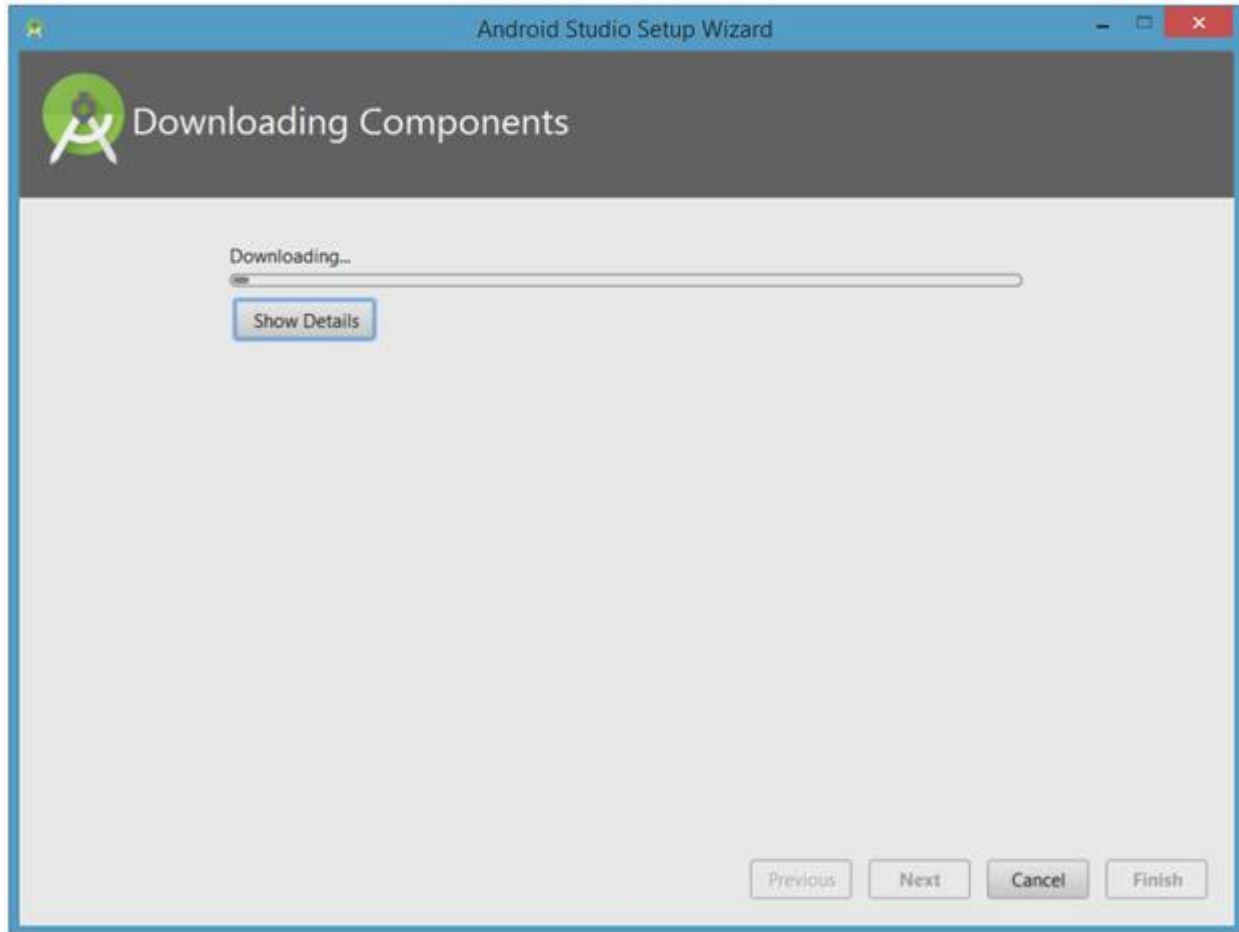 Android Studio Setup Wizard
Downloading Components
Downloading...
Show Details
Previous Next Cancel Finish